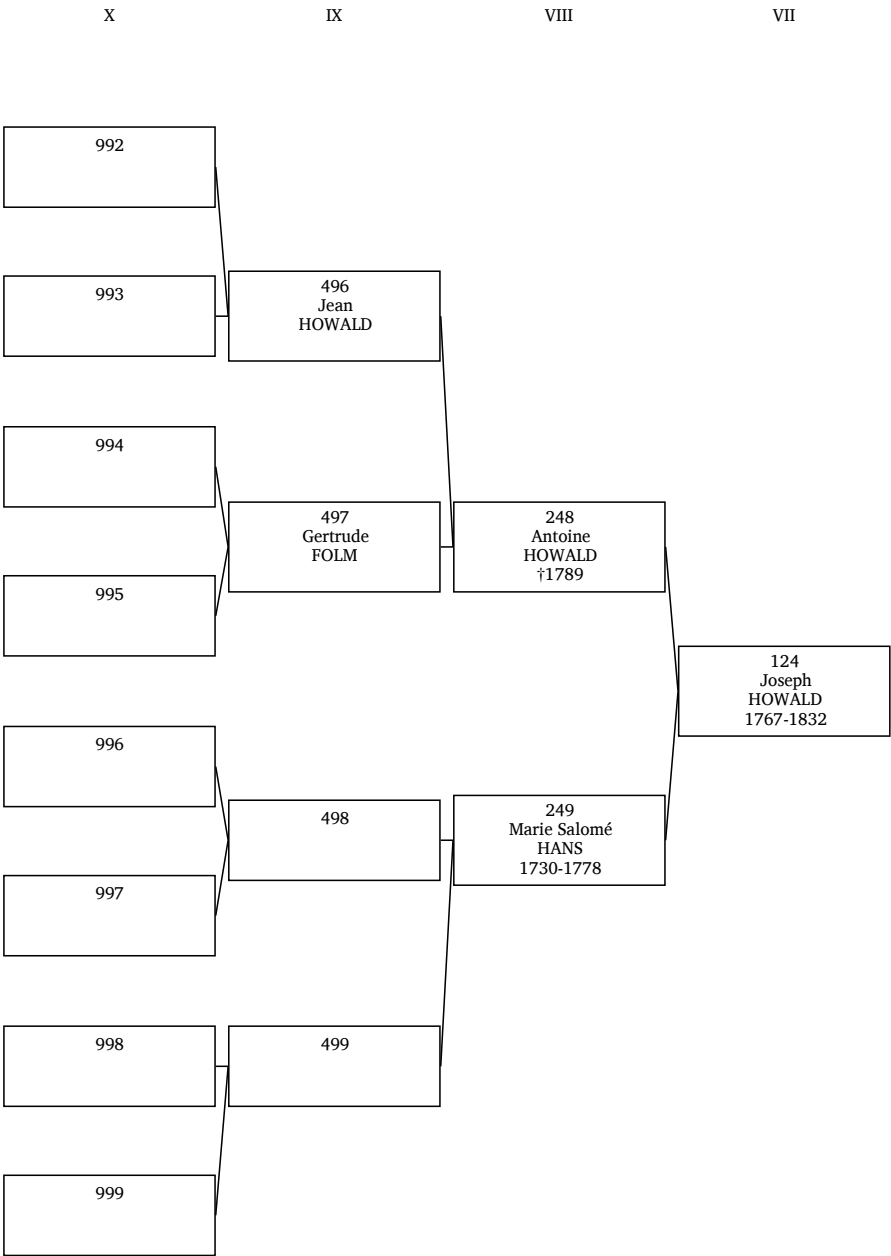 X IX VIII VII
992
993
496
Jean
HOWALD
994
497
Gertrude
FOLM
248
Antoine
HOWALD
†1789
995
124
Joseph
HOWALD
1767-1832
996
498
249
Marie Salomé
HANS
1730-1778
997
998
499
999